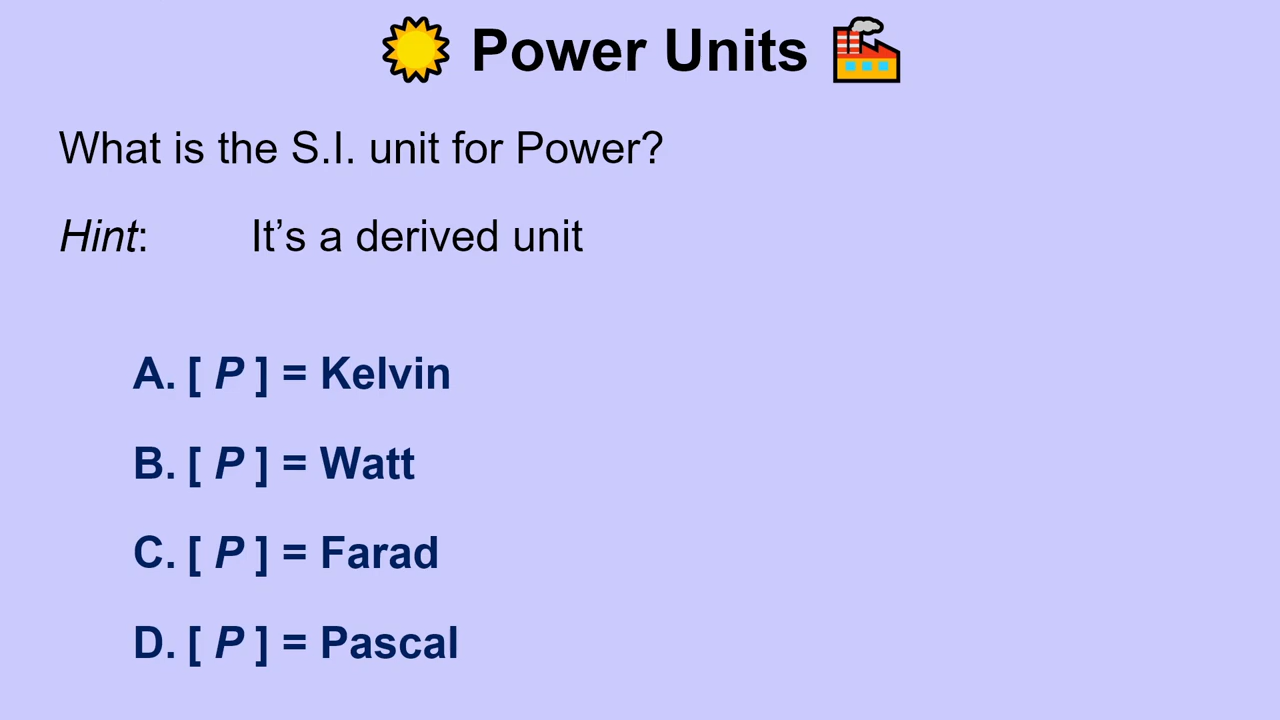 Power Units
What is the S.I. unit for Power?
Hint: It’s a derived unit
A. [ P ] = Kelvin
B. [ P ] = Watt
C. [ P ] = Farad
D. [ P ] = Pascal